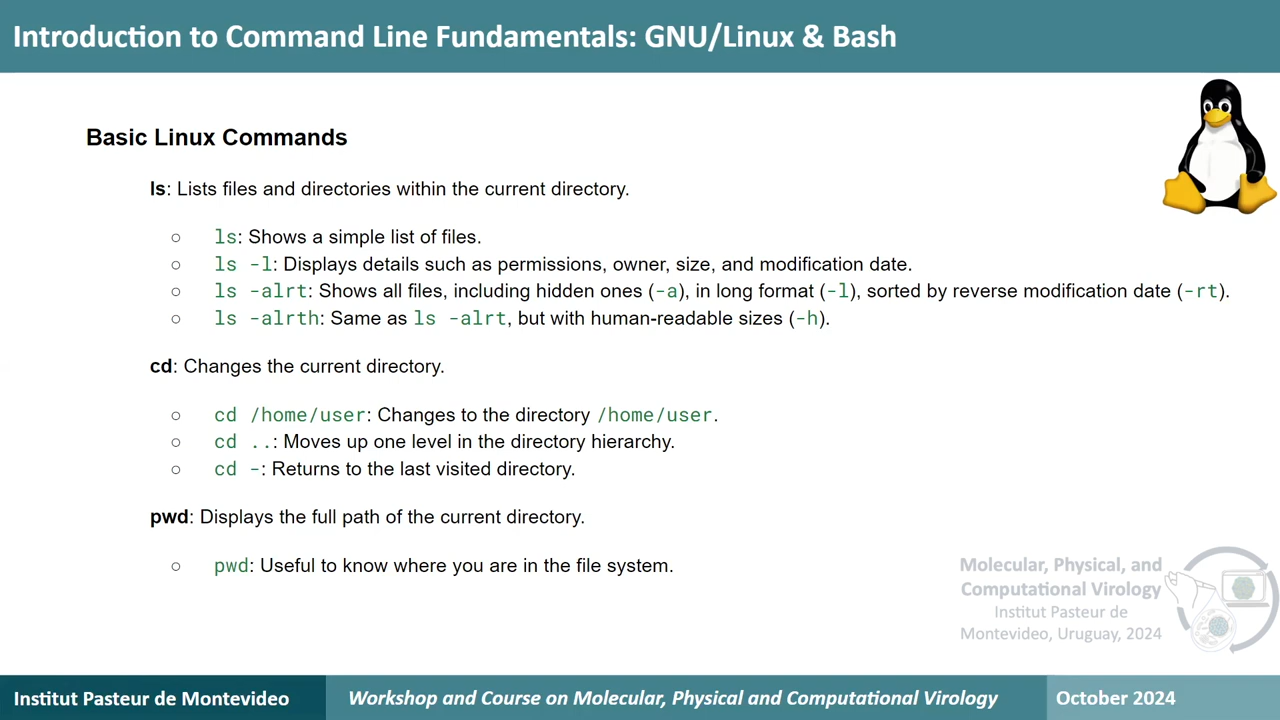 Introduction to Command Line Fundamentals: GNU/Linux & Bash
Basic Linux Commands
ls: Lists files and directories within the current directory.
○ ls: Shows a simple list of files.
○ ls -l: Displays details such as permissions, owner, size, and modification date.
○ ls -alrt: Shows all files, including hidden ones (-a), in long format (-l), sorted by reverse modification date (-rt).
○ ls -alrth: Same as ls -alrt, but with human-readable sizes (-h).
cd: Changes the current directory.
○ cd /home/user: Changes to the directory /home/user.
○ cd ..: Moves up one level in the directory hierarchy.
○ cd -: Returns to the last visited directory.
pwd: Displays the full path of the current directory.
○ pwd: Useful to know where you are in the file system.
Molecular, Physical, and
Computational Virology
Institut Pasteur de
Montevideo, Uruguay, 2024
Institut Pasteur de Montevideo
Workshop and Course on Molecular, Physical and Computational Virology
October 2024